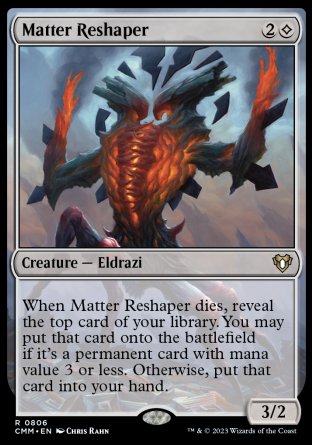 Matter Reshaper 2
Creature — Eldrazi
When Matter Reshaper dies, reveal
the top card of your library. You may
put that card onto the battlefield
if it's a permanent card with mana
value 3 or less. Otherwise, put that
card into your hand.
3/2
R 0806
CMM • EN Chris Rahn
™ & © 2023 Wizards of the Coast